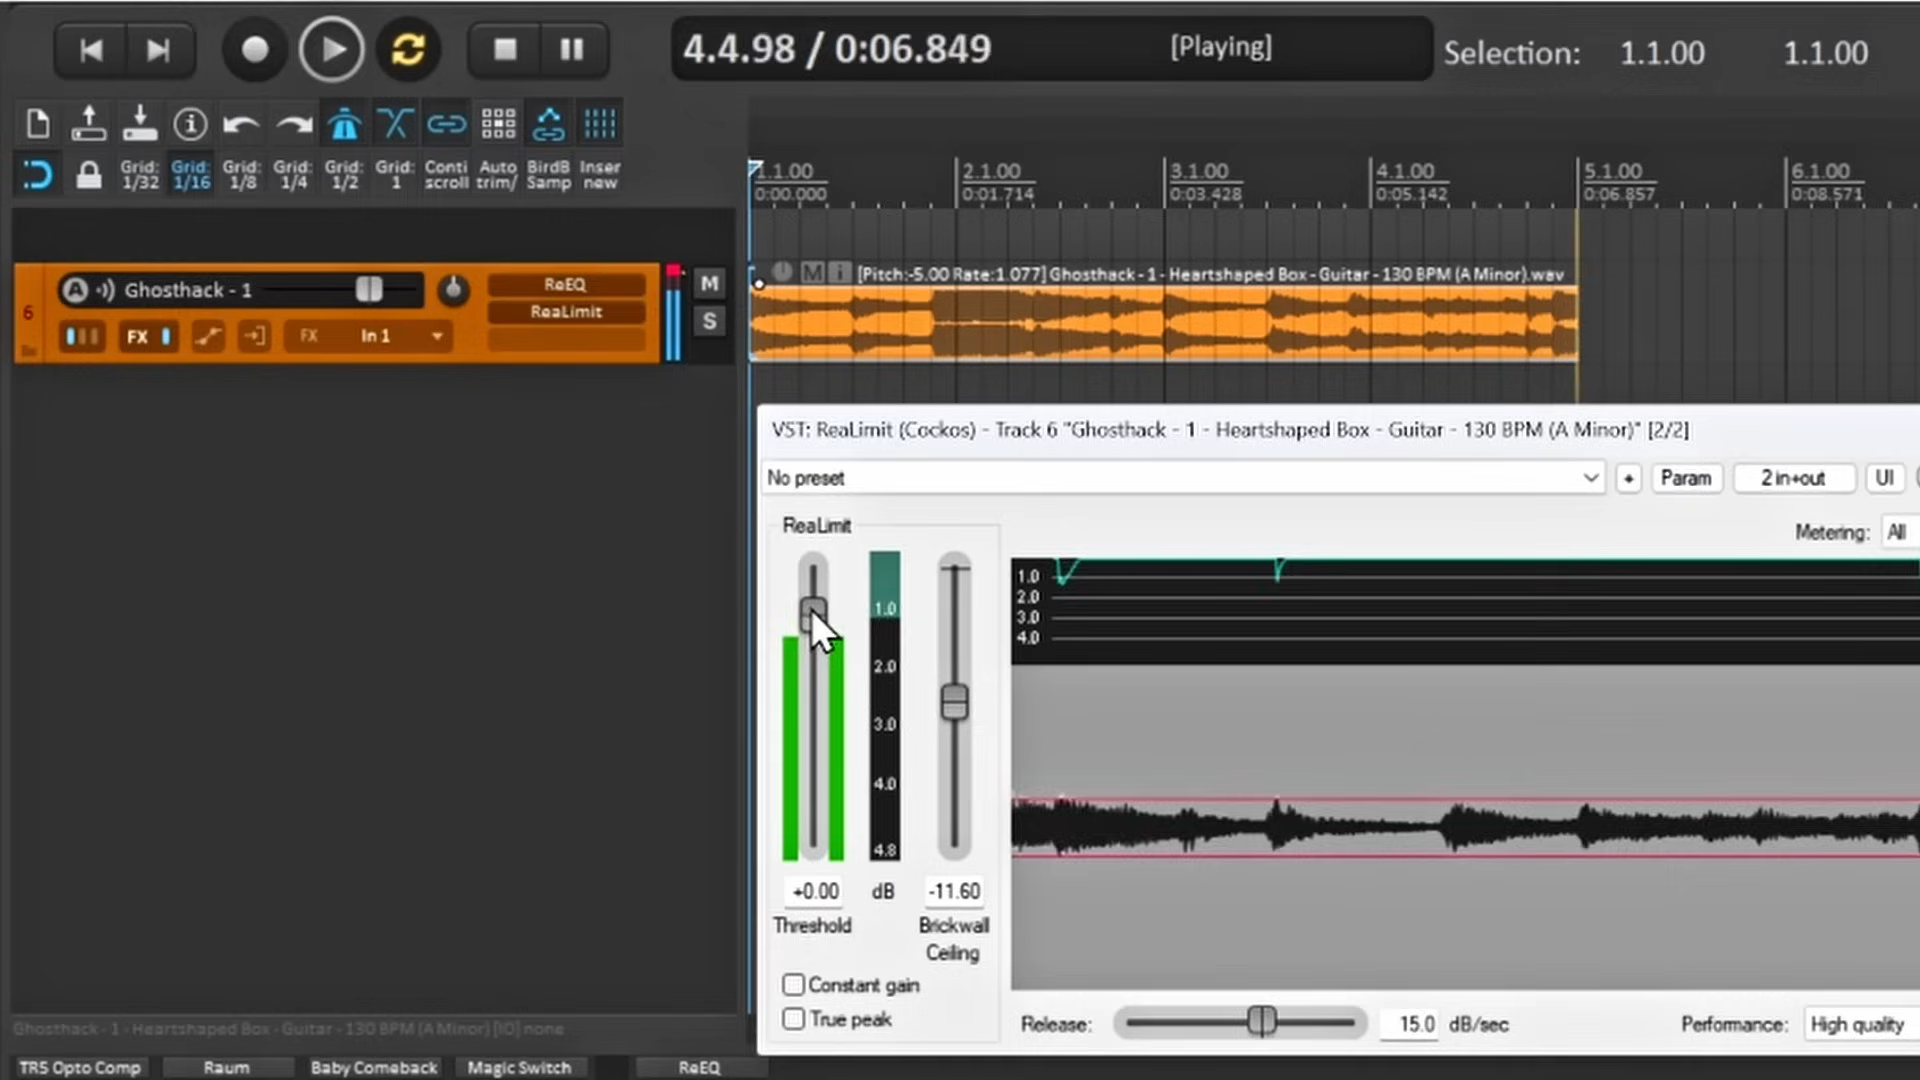 4.4.98 / 0:06.849
[Playing]
Selection: 1.1.00 1.1.00
Grid: 1/32
Grid: 1/16
Grid: 1/8
Grid: 1/4
Grid: 1/2
Grid: 1
Conti scroll
Auto trim/
BirdB Samp
Inser new
1.1.00
0:00.000
2.1.00
0:01.714
3.1.00
0:03.428
4.1.00
0:05.142
5.1.00
0:06.857
6.1.00
0:08.571
6
A
Ghosthack - 1
ReEQ
ReaLimit
M
S
FX
FX
In 1
M i [Pitch:-5.00 Rate:1.077] Ghosthack - 1 - Heartshaped Box - Guitar - 130 BPM (A Minor).wav
VST: ReaLimit (Cockos) - Track 6 "Ghosthack - 1 - Heartshaped Box - Guitar - 130 BPM (A Minor)" [2/2]
No preset
+
Param
2 in+out
UI
ReaLimit
Metering: All
1.0
2.0
3.0
4.0
4.8
1.0
2.0
3.0
4.0
+0.00
dB
-11.60
Threshold
Brickwall
Ceiling
Constant gain
True peak
Release: 15.0 dB/sec
Performance: High quality
Ghosthack - 1 - Heartshaped Box - Guitar - 130 BPM (A Minor) [IO] none
TR5 Opto Comp
Raum
Baby Comeback
Magic Switch
ReEQ